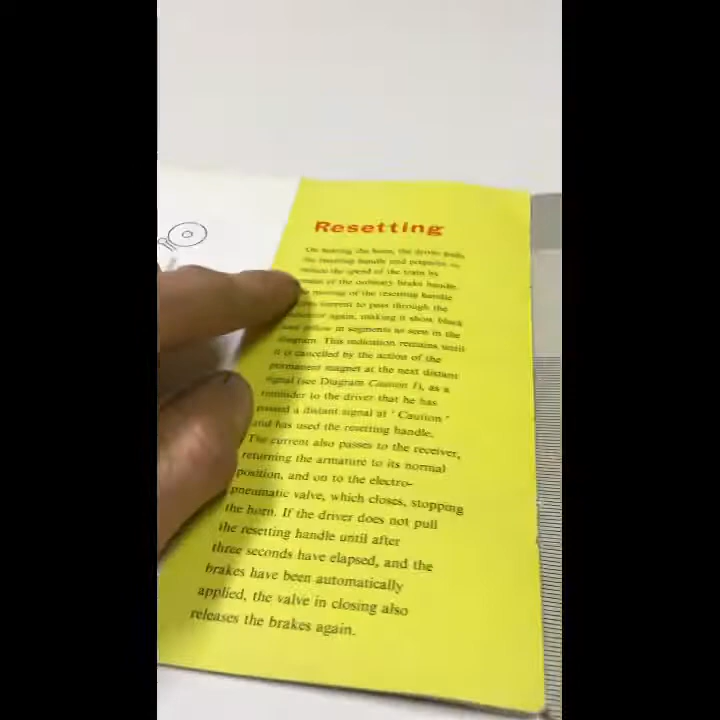 Resetting
On hearing the horn, the driver pulls
the resetting handle and prepares to
reduce the speed of the train by
means of the ordinary brake handle.
The moving of the resetting handle
current to pass through the
again, making it show black
and yellow in segments as seen in the
diagram. This indication remains until
it is cancelled by the action of the
permanent magnet at the next distant
signal (see Diagram Caution 1), as a
reminder to the driver that he has
passed a distant signal at "Caution"
and has used the resetting handle.
The current also passes to the receiver,
returning the armature to its normal
position, and on to the electro-
pneumatic valve, which closes, stopping
the horn. If the driver does not pull
the resetting handle until after
three seconds have elapsed, and the
brakes have been automatically
applied, the valve in closing also
releases the brakes again.